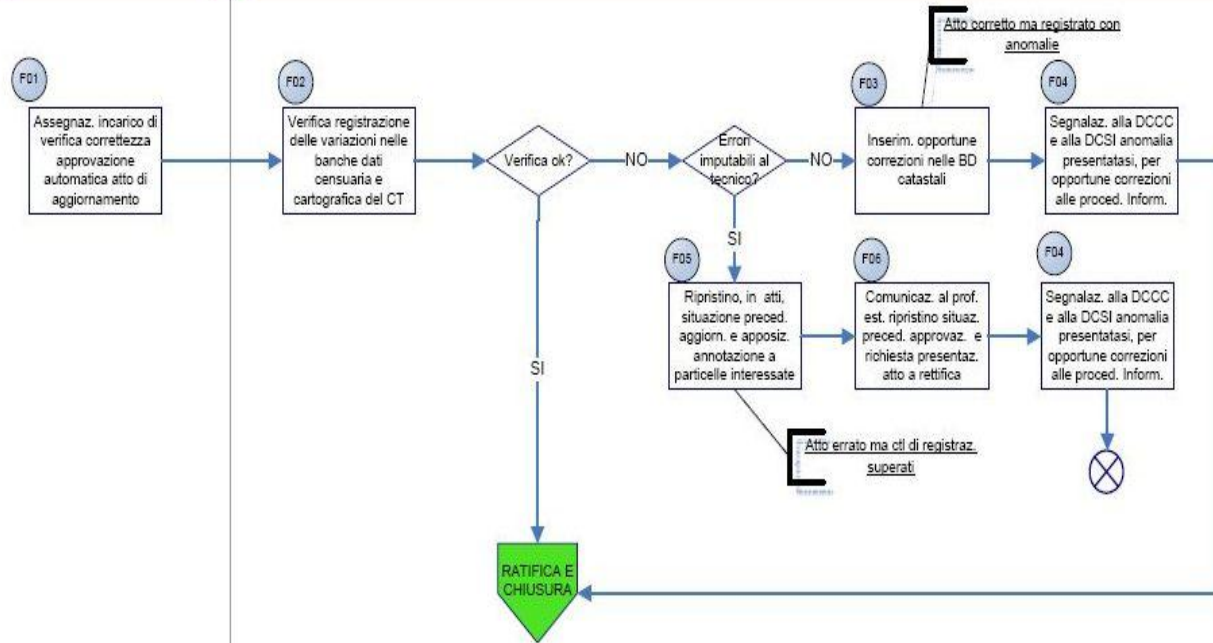 Atto corretto ma registrato con
anomalie
F01
Assegnaz. incarico di
verifica correttezza
approvazione
automatica atto di
aggiornamento
F02
Verifica registrazione
delle variazioni nelle
banche dati
censuaria e
cartografica del CT
Verifica ok?
NO
Errori
imputabili al
tecnico?
NO
F03
Inserim. opportune
correzioni nelle BD
catastali
F04
Segnalaz. alla DCCC
e alla DCSI anomalia
presentatasi, per
opportune correzioni
alle proced. Inform.
SI
F05
Ripristino, in atti,
situazione preced.
aggiorn. e apposiz.
annotazione a
particelle interessate
F06
Comunicaz. al prof.
est. ripristino situaz.
preced. approvaz. e
richiesta presentaz.
atto a rettifica
F04
Segnalaz. alla DCCC
e alla DCSI anomalia
presentatasi, per
opportune correzioni
alle proced. Inform.
SI
Atto errato ma ctl di registraz.
superati
RATIFICA E
CHIUSURA